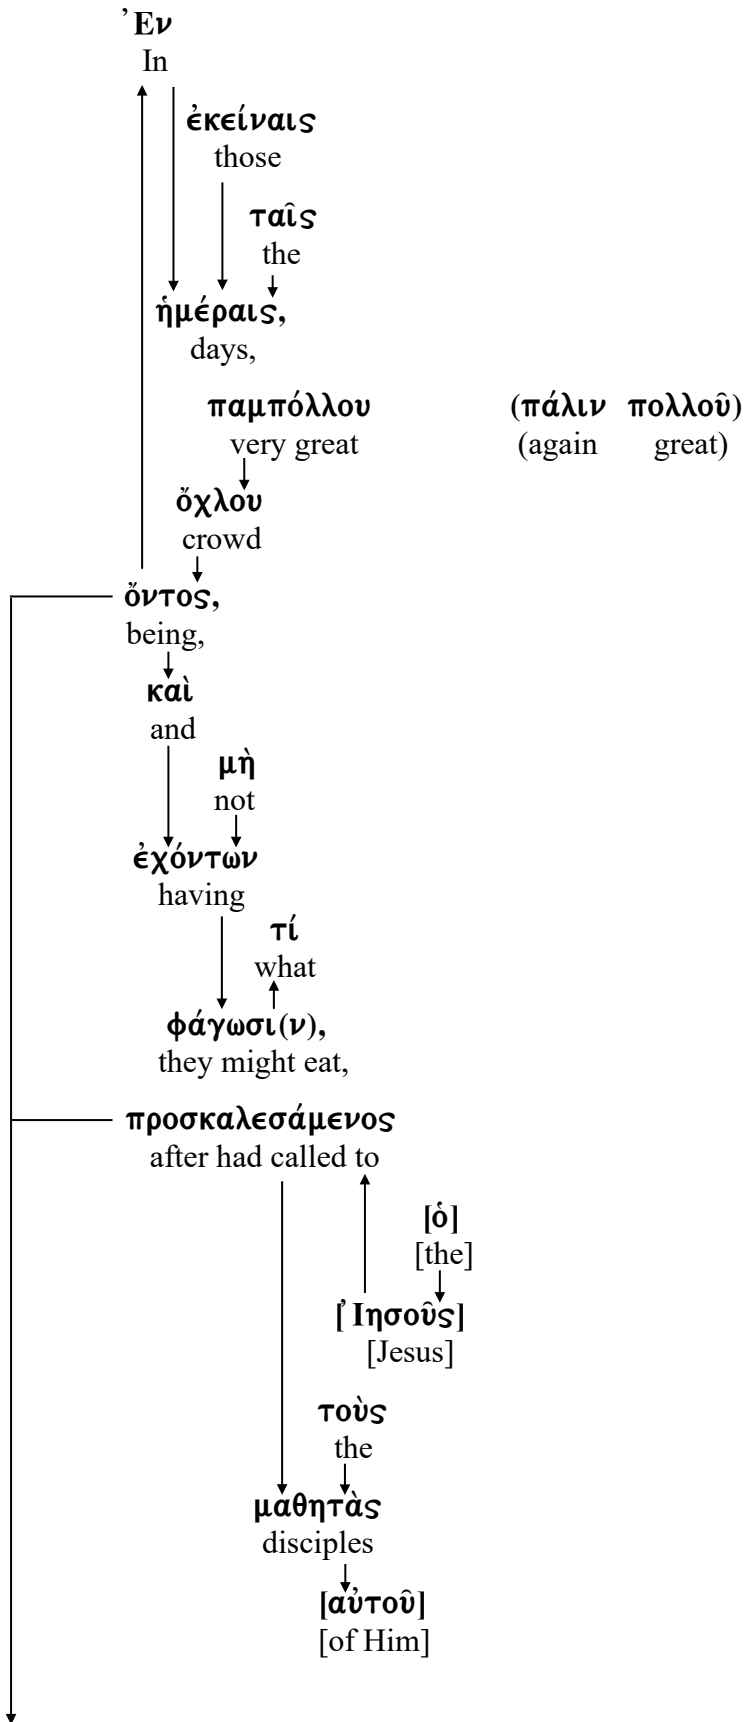 Ἐν
In
ἐκείναις
those
ταῖς
the
ἡμέραις,
days,
παμπόλλου (πάλιν πολλοῦ)
very great (again great)
ὄχλου
crowd
ὄντος,
being,
καὶ
and
μὴ
not
ἐχόντων
having
τί
what
φάγωσι(ν),
they might eat,
προσκαλεσάμενος
after had called to
[ὁ]
[the]
[Ἰησοῦς]
[Jesus]
τοὺς
the
μαθητὰς
disciples
[αὐτοῦ]
[of Him]